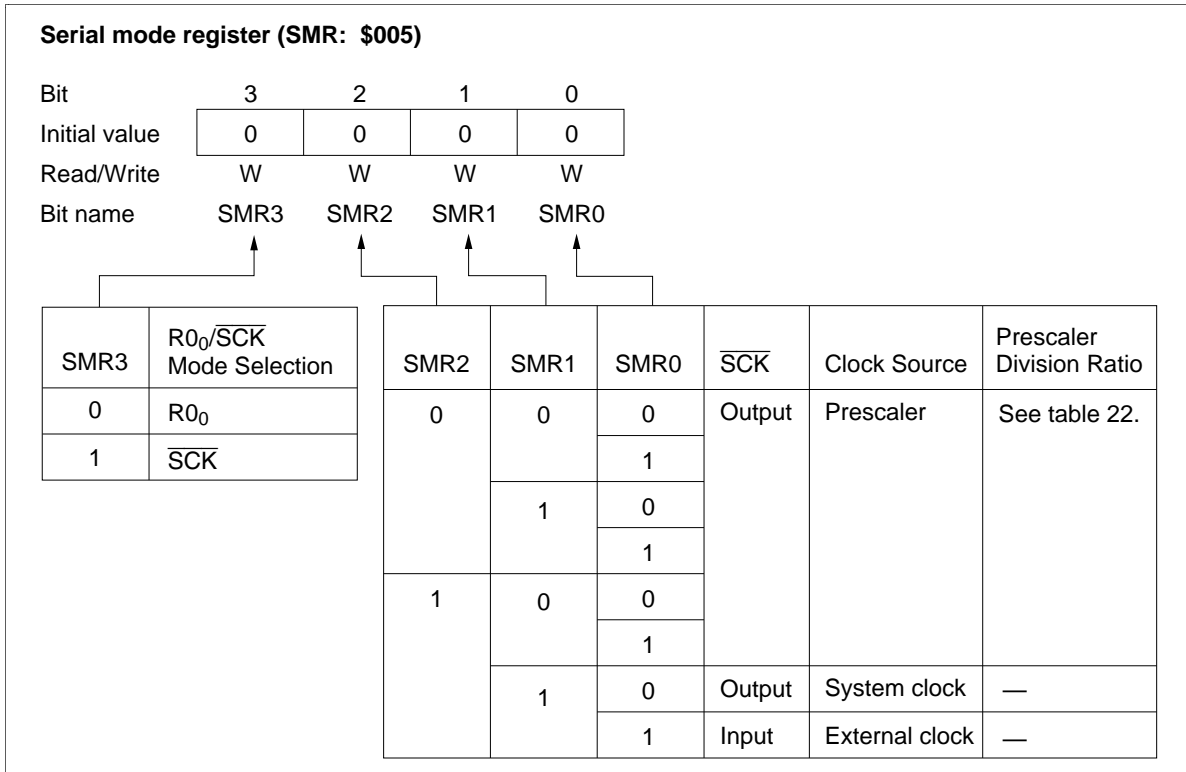 Serial mode register (SMR: $005)
Bit 3 2 1 0
Initial value 0 0 0 0
Read/Write W W W W
Bit name SMR3 SMR2 SMR1 SMR0
SMR3 R0₀/S̅C̅K̅ Mode Selection
0 R0₀
1 S̅C̅K̅
SMR2 SMR1 SMR0 S̅C̅K̅ Clock Source Prescaler Division Ratio
0 0 0 Output Prescaler See table 22.
1
1 0
1
1 0 0
1
1 0 Output System clock —
1 Input External clock —